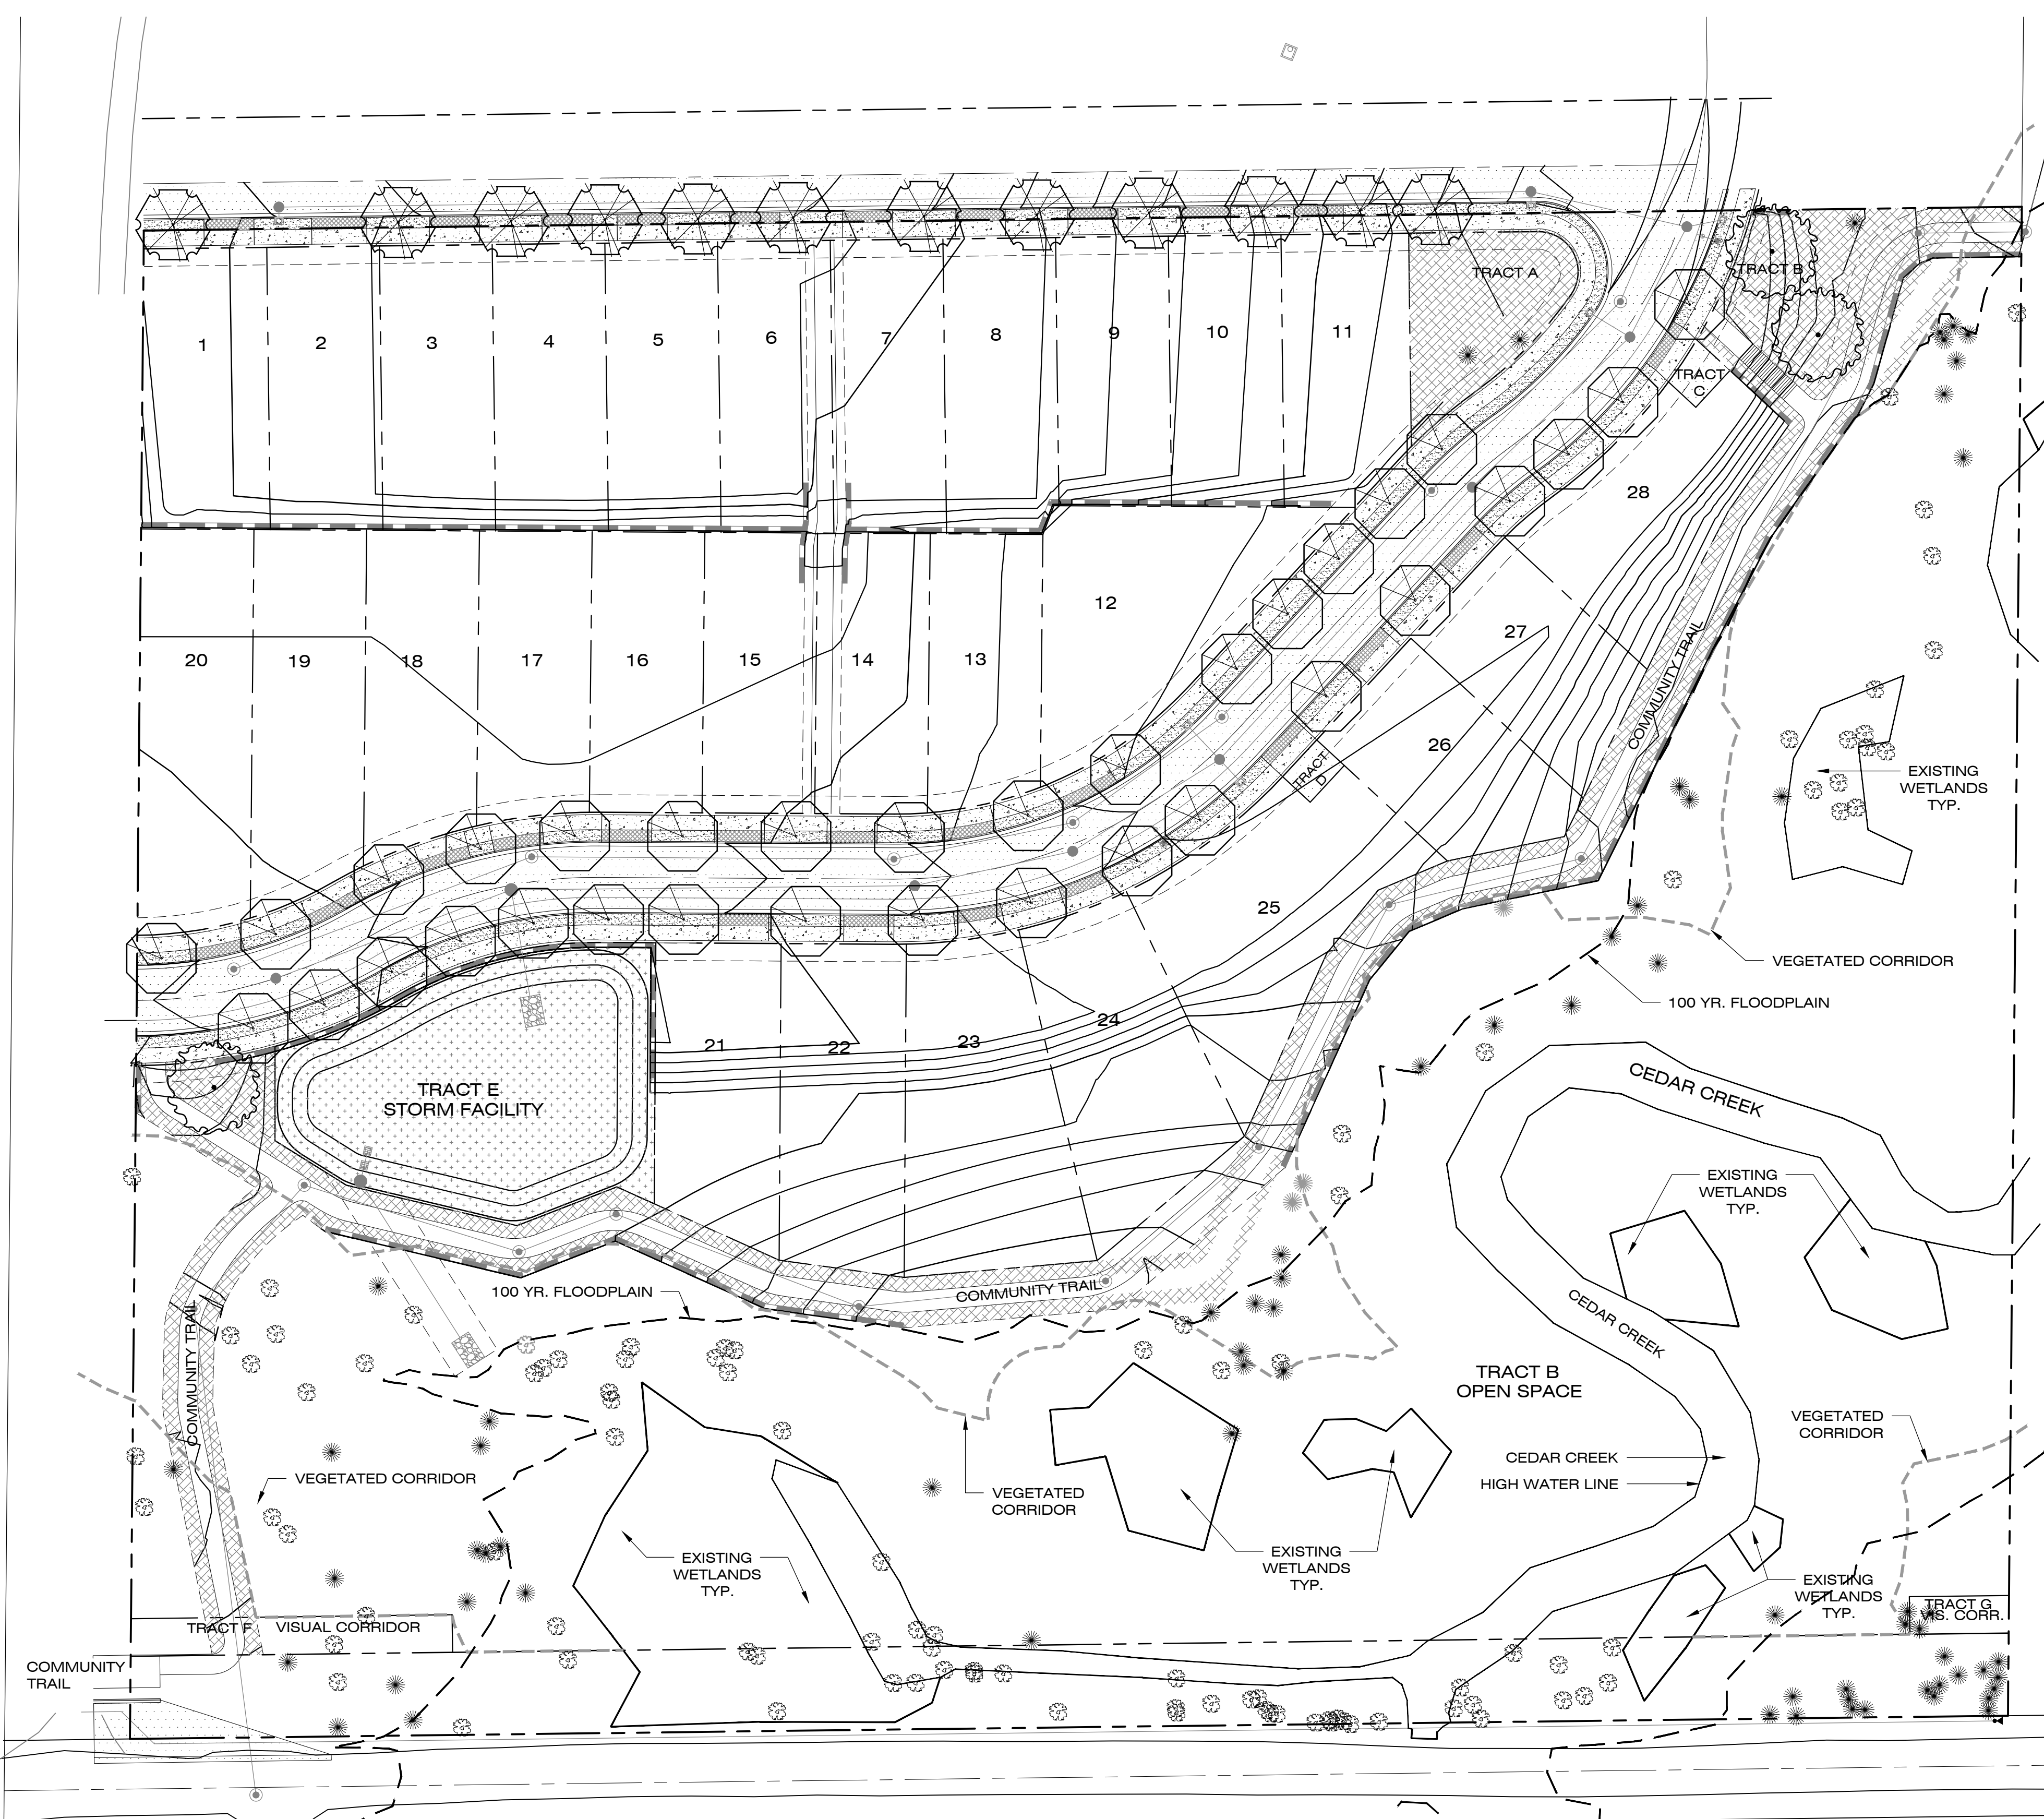 TRACT A
TRACT B
1
2
3
4
5
6
7
8
9
10
11
TRACT
C
28
12
27
COMMUNITY TRAIL
20
19
18
17
16
15
14
13
26
TRACT
D
EXISTING
WETLANDS
TYP.
25
VEGETATED CORRIDOR
100 YR. FLOODPLAIN
24
21
22
23
TRACT E
STORM FACILITY
CEDAR CREEK
EXISTING
WETLANDS
TYP.
100 YR. FLOODPLAIN
COMMUNITY TRAIL
CEDAR CREEK
COMMUNITY TRAIL
TRACT B
OPEN SPACE
VEGETATED
CORRIDOR
CEDAR CREEK
HIGH WATER LINE
VEGETATED CORRIDOR
VEGETATED
CORRIDOR
EXISTING
WETLANDS
TYP.
EXISTING
WETLANDS
TYP.
EXISTING
WETLANDS
TYP.
TRACT G
VIS. CORR.
TRACT F
VISUAL CORRIDOR
COMMUNITY
TRAIL